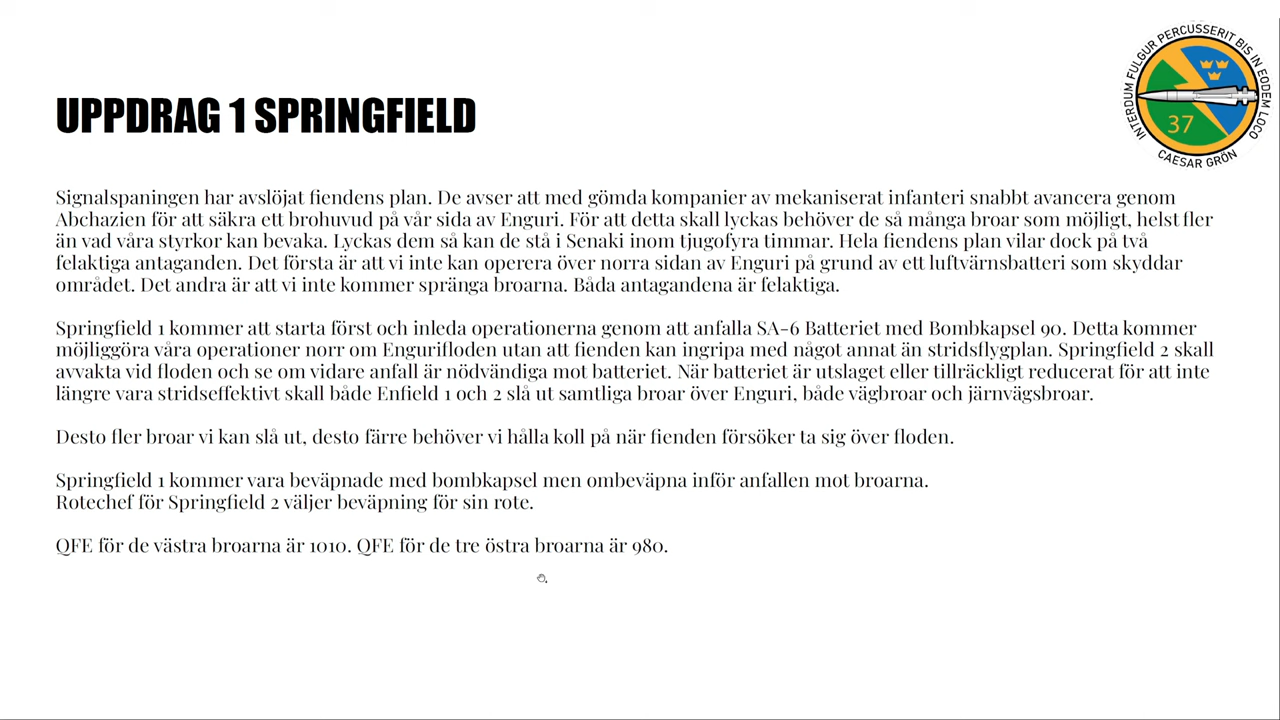 INTERDUM FULGUR PERCUSSERIT BIS IN EODEM LOCO
37
CAESAR GRÖN
UPPDRAG 1 SPRINGFIELD
Signalspaningen har avslöjat fiendens plan. De avser att med gömda kompanier av mekaniserat infanteri snabbt avancera genom
Abchazien för att säkra ett brohuvud på vår sida av Enguri. För att detta skall lyckas behöver de så många broar som möjligt, helst fler
än vad våra styrkor kan bevaka. Lyckas dem så kan de stå i Senaki inom tjugofyra timmar. Hela fiendens plan vilar dock på två
felaktiga antaganden. Det första är att vi inte kan operera över norra sidan av Enguri på grund av ett luftvärnsbatteri som skyddar
området. Det andra är att vi inte kommer spränga broarna. Båda antagandena är felaktiga.
Springfield 1 kommer att starta först och inleda operationerna genom att anfalla SA-6 Batteriet med Bombkapsel 90. Detta kommer
möjliggöra våra operationer norr om Engurifloden utan att fienden kan ingripa med något annat än stridsflygplan. Springfield 2 skall
avvakta vid floden och se om vidare anfall är nödvändiga mot batteriet. När batteriet är utslaget eller tillräckligt reducerat för att inte
längre vara stridseffektivt skall både Enfield 1 och 2 slå ut samtliga broar över Enguri, både vägbroar och järnvägsbroar.
Desto fler broar vi kan slå ut, desto färre behöver vi hålla koll på när fienden försöker ta sig över floden.
Springfield 1 kommer vara beväpnade med bombkapsel men ombeväpna inför anfallen mot broarna.
Rotechef för Springfield 2 väljer beväpning för sin rote.
QFE för de västra broarna är 1010. QFE för de tre östra broarna är 980.